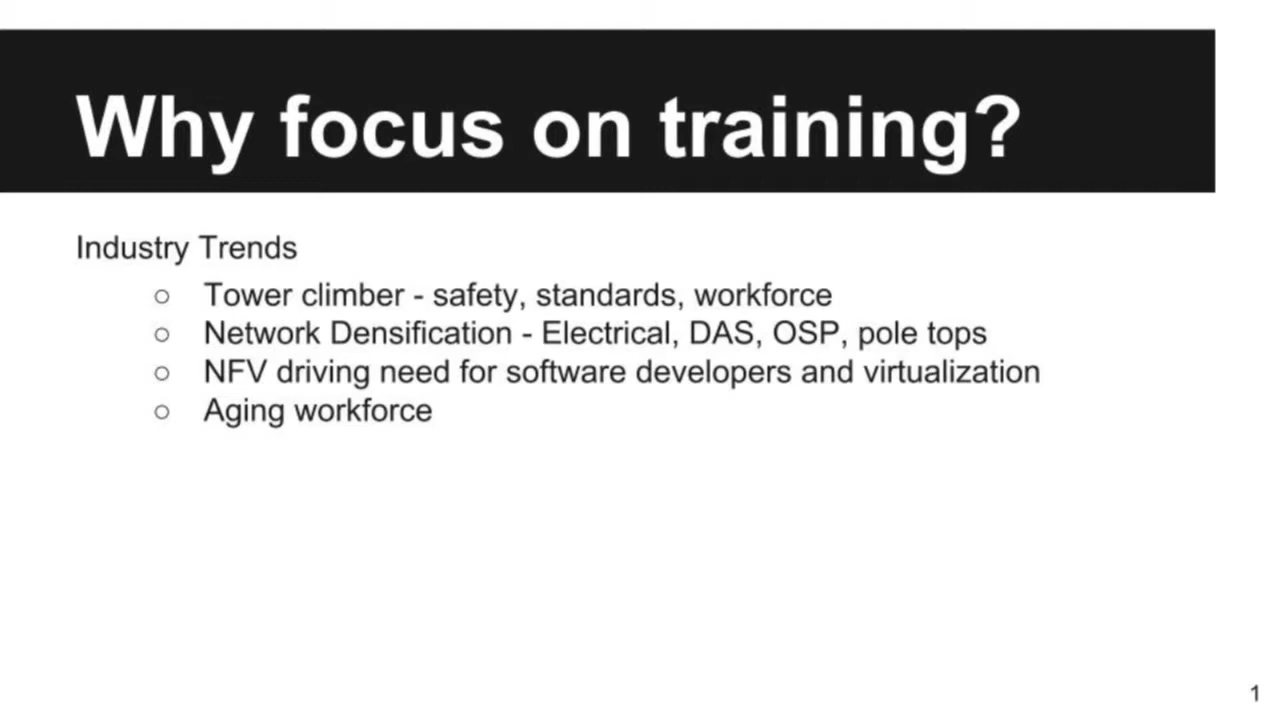 Why focus on training?
Industry Trends
○ Tower climber - safety, standards, workforce
○ Network Densification - Electrical, DAS, OSP, pole tops
○ NFV driving need for software developers and virtualization
○ Aging workforce
1